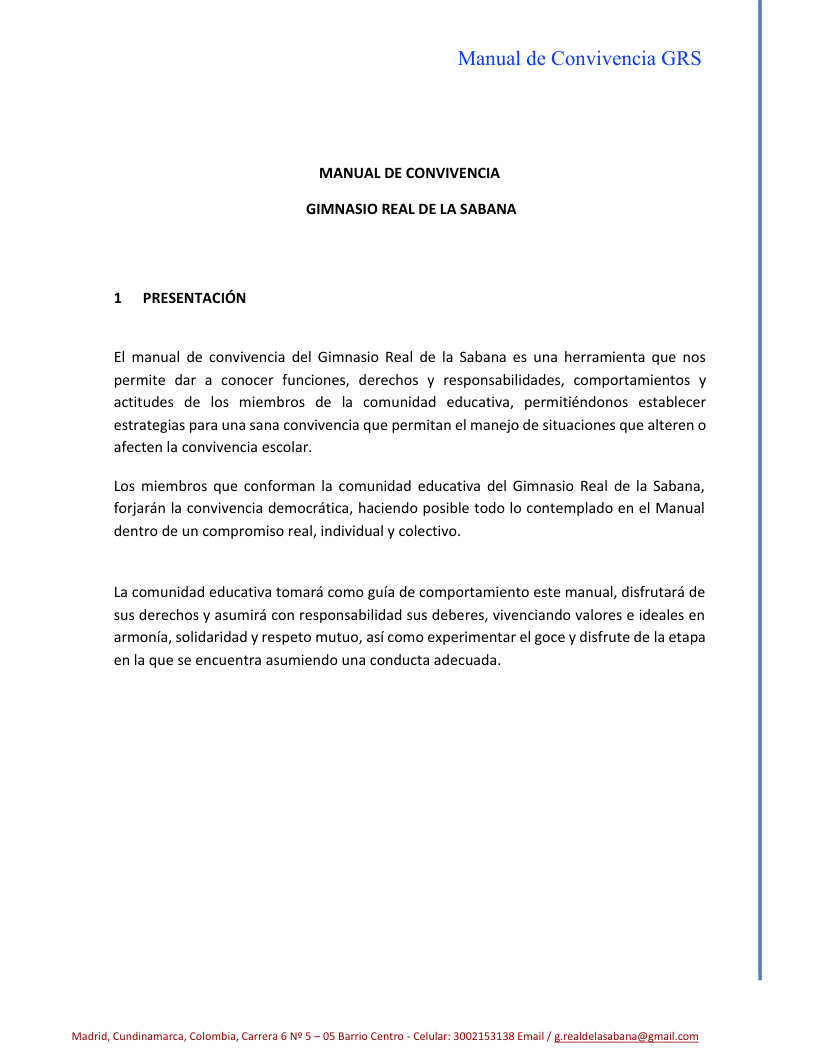 Manual de Convivencia GRS
MANUAL DE CONVIVENCIA
GIMNASIO REAL DE LA SABANA
1 PRESENTACIÓN
El manual de convivencia del Gimnasio Real de la Sabana es una herramienta que nos
permite dar a conocer funciones, derechos y responsabilidades, comportamientos y
actitudes de los miembros de la comunidad educativa, permitiéndonos establecer
estrategias para una sana convivencia que permitan el manejo de situaciones que alteren o
afecten la convivencia escolar.
Los miembros que conforman la comunidad educativa del Gimnasio Real de la Sabana,
forjarán la convivencia democrática, haciendo posible todo lo contemplado en el Manual
dentro de un compromiso real, individual y colectivo.
La comunidad educativa tomará como guía de comportamiento este manual, disfrutará de
sus derechos y asumirá con responsabilidad sus deberes, vivenciando valores e ideales en
armonía, solidaridad y respeto mutuo, así como experimentar el goce y disfrute de la etapa
en la que se encuentra asumiendo una conducta adecuada.
Madrid, Cundinamarca, Colombia, Carrera 6 Nº 5 – 05 Barrio Centro - Celular: 3002153138 Email / g.realdelasabana@gmail.com